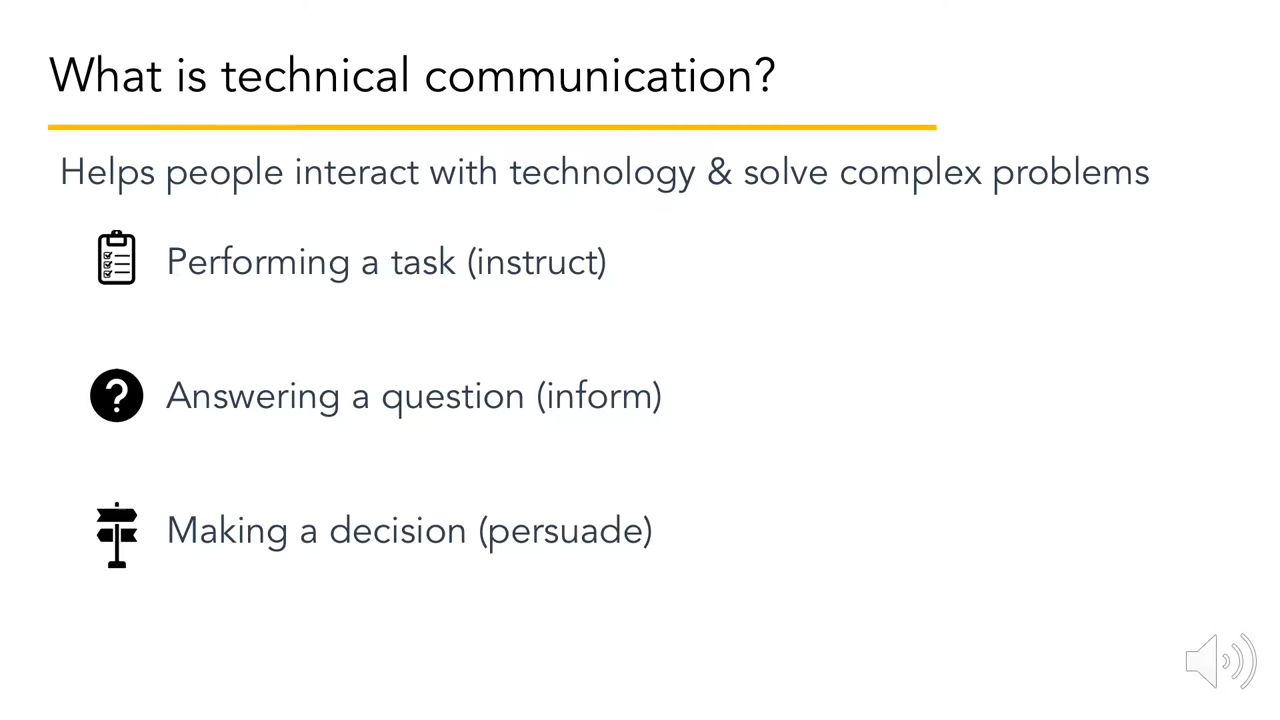 What is technical communication?
Helps people interact with technology & solve complex problems
Performing a task (instruct)
?
Answering a question (inform)
Making a decision (persuade)